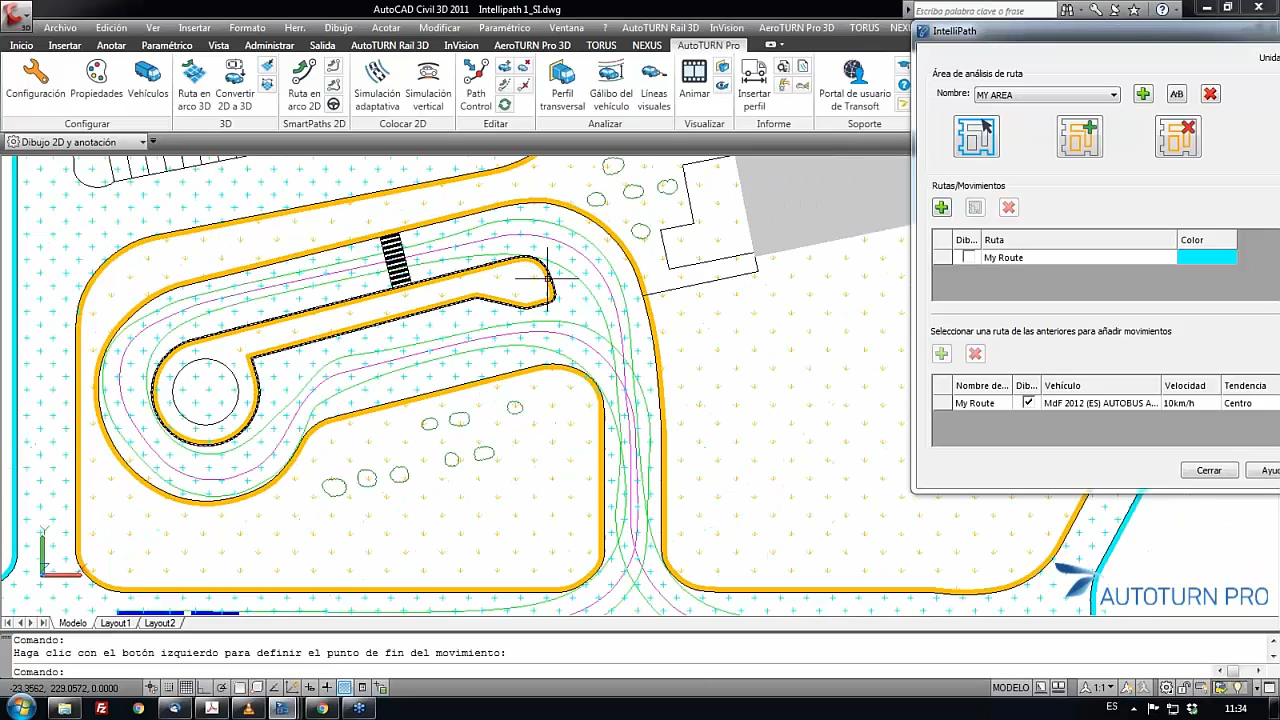 AutoCAD Civil 3D 2011 Intellipath 1_SI.dwg
Escriba palabra clave o frase
3D
Archivo Edición Ver Insertar Formato Herr. Dibujo Acotar Modificar Paramétrico Ventana ? AutoTURN Rail 3D InVision AeroTURN Pro 3D TORUS NEXUS
Inicio Insertar Anotar Paramétrico Vista Administrar Salida AutoTURN Rail 3D InVision AeroTURN Pro 3D TORUS NEXUS AutoTURN Pro
Configuración Propiedades Vehículos
Ruta en arco 3D
Convertir 2D a 3D
Ruta en arco 2D
Simulación adaptativa
Simulación vertical
Path Control
Perfil transversal
Gálibo del vehículo
Líneas visuales
Animar
Insertar perfil
Portal de usuario de Transoft
Configurar 3D SmartPaths 2D Colocar 2D Editar Analizar Visualizar Informe Soporte
Dibujo 2D y anotación
IntelliPath
Unida
Área de análisis de ruta
Nombre: MY AREA
Rutas/Movimientos
Dib... Ruta Color
My Route
Seleccionar una ruta de las anteriores para añadir movimientos
Nombre de... Dib... Vehículo Velocidad Tendencia
My Route MdF 2012 (ES) AUTOBUS A... 10km/h Centro
Cerrar Ayuc
Y
AUTOTURN PRO
Modelo Layout1 Layout2
Comando:
Haga clic con el botón izquierdo para definir el punto de fin del movimiento:
Comando:
-23.3562, 229.0572, 0.0000
MODELO
1:1
ES
11:34